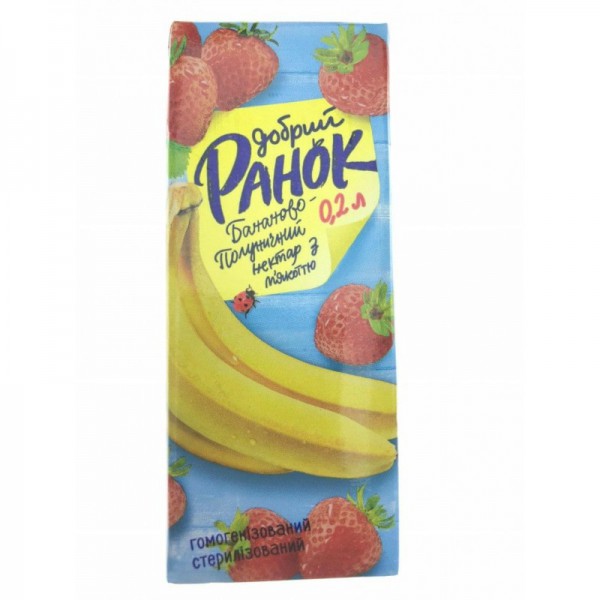 добрий
РАНОК
0,2 л
Бананово-
Полуничний
нектар з
м'якоттю
гомогенізований
стерилізований